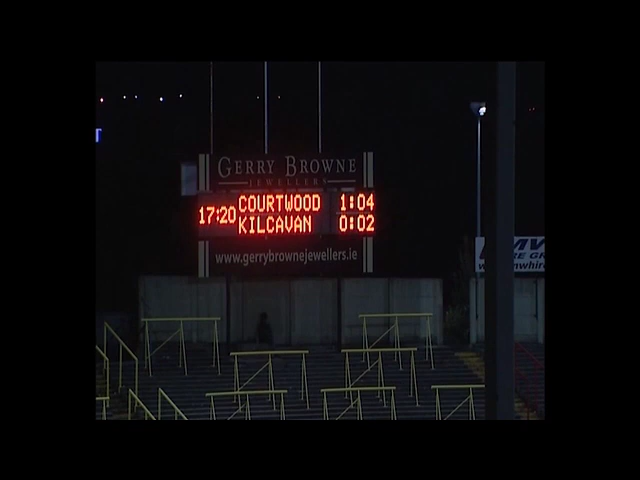 GERRY BROWNE
JEWELLERS
17:20 COURTWOOD 1:04
KILCAVAN 0:02
www.gerrybrownejewellers.ie